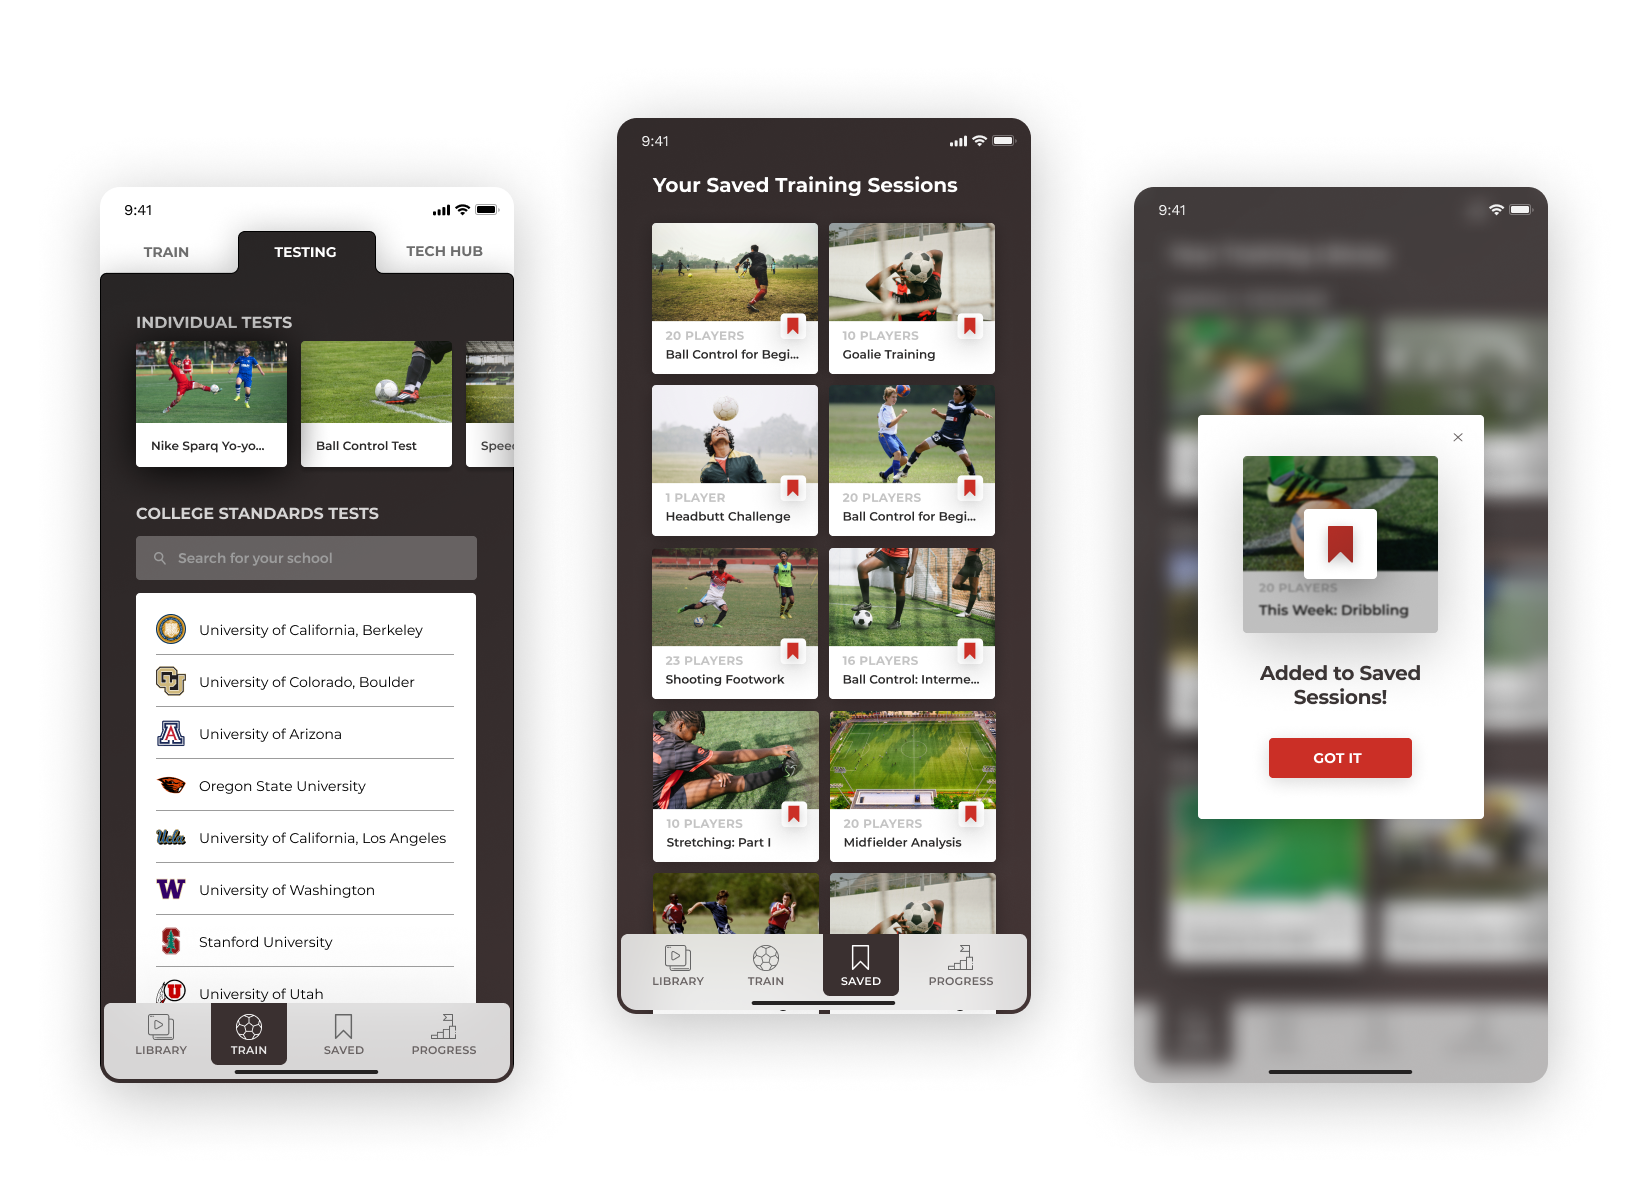 9:41
TRAIN
TESTING
TECH HUB
INDIVIDUAL TESTS
Nike Sparq Yo-yo...
Ball Control Test
Speed
COLLEGE STANDARDS TESTS
Search for your school
University of California, Berkeley
University of Colorado, Boulder
University of Arizona
Oregon State University
Ucla
University of California, Los Angeles
W
University of Washington
Stanford University
University of Utah
LIBRARY
TRAIN
SAVED
PROGRESS
9:41
Your Saved Training Sessions
20 PLAYERS
Ball Control for Begi...
10 PLAYERS
Goalie Training
1 PLAYER
Headbutt Challenge
20 PLAYERS
Ball Control for Begi...
23 PLAYERS
Shooting Footwork
16 PLAYERS
Ball Control: Interme...
10 PLAYERS
Stretching: Part I
20 PLAYERS
Midfielder Analysis
LIBRARY
TRAIN
SAVED
PROGRESS
9:41
20 PLAYERS
This Week: Dribbling
Added to Saved
Sessions!
GOT IT